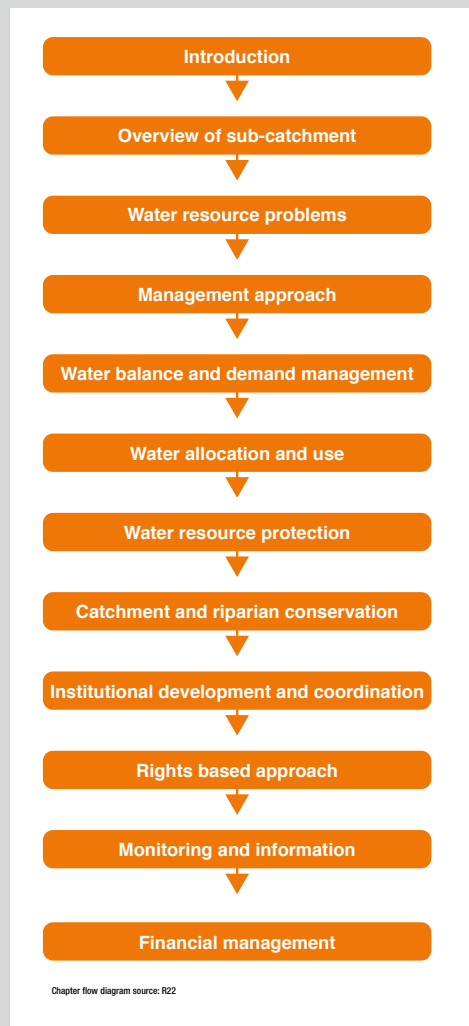 Introduction
Overview of sub-catchment
Water resource problems
Management approach
Water balance and demand management
Water allocation and use
Water resource protection
Catchment and riparian conservation
Institutional development and coordination
Rights based approach
Monitoring and information
Financial management
Chapter flow diagram source: R22